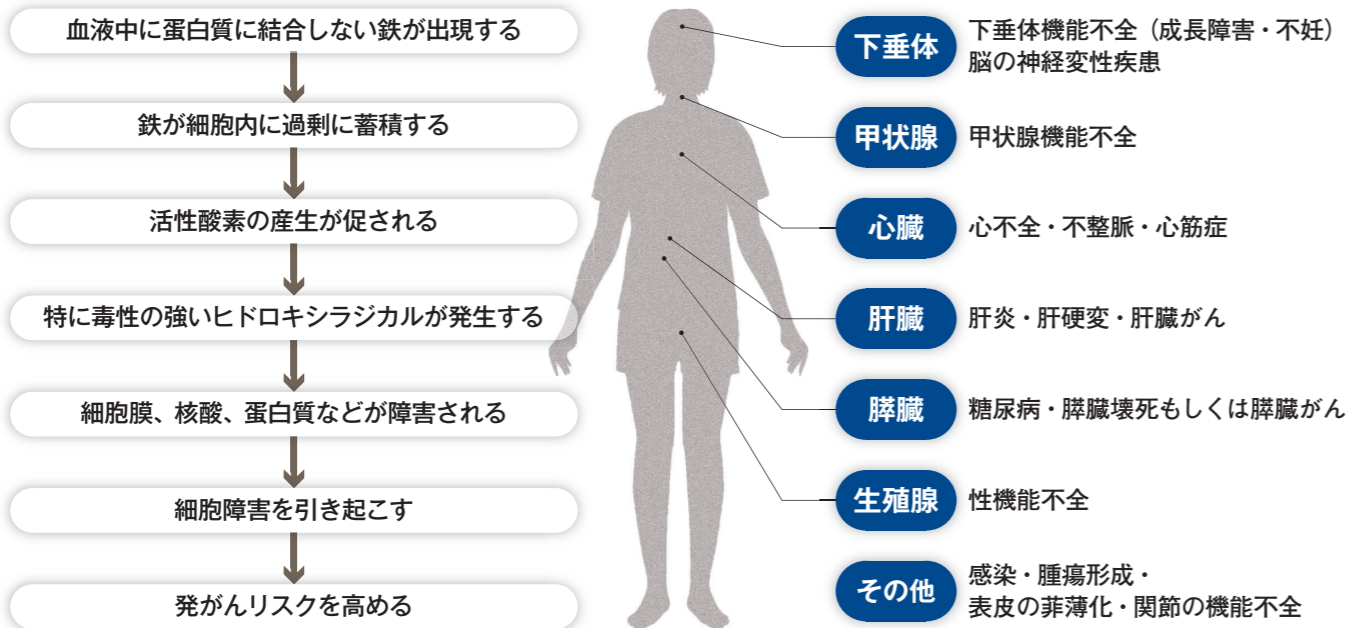 血液中に蛋白質に結合しない鉄が出現する
鉄が細胞内に過剰に蓄積する
活性酸素の産生が促される
特に毒性の強いヒドロキシラジカルが発生する
細胞膜、核酸、蛋白質などが障害される
細胞障害を引き起こす
発がんリスクを高める
下垂体
下垂体機能不全（成長障害・不妊）
脳の神経変性疾患
甲状腺
甲状腺機能不全
心臓
心不全・不整脈・心筋症
肝臓
肝炎・肝硬変・肝臓がん
膵臓
糖尿病・膵臓壊死もしくは膵臓がん
生殖腺
性機能不全
その他
感染・腫瘍形成・
表皮の菲薄化・関節の機能不全